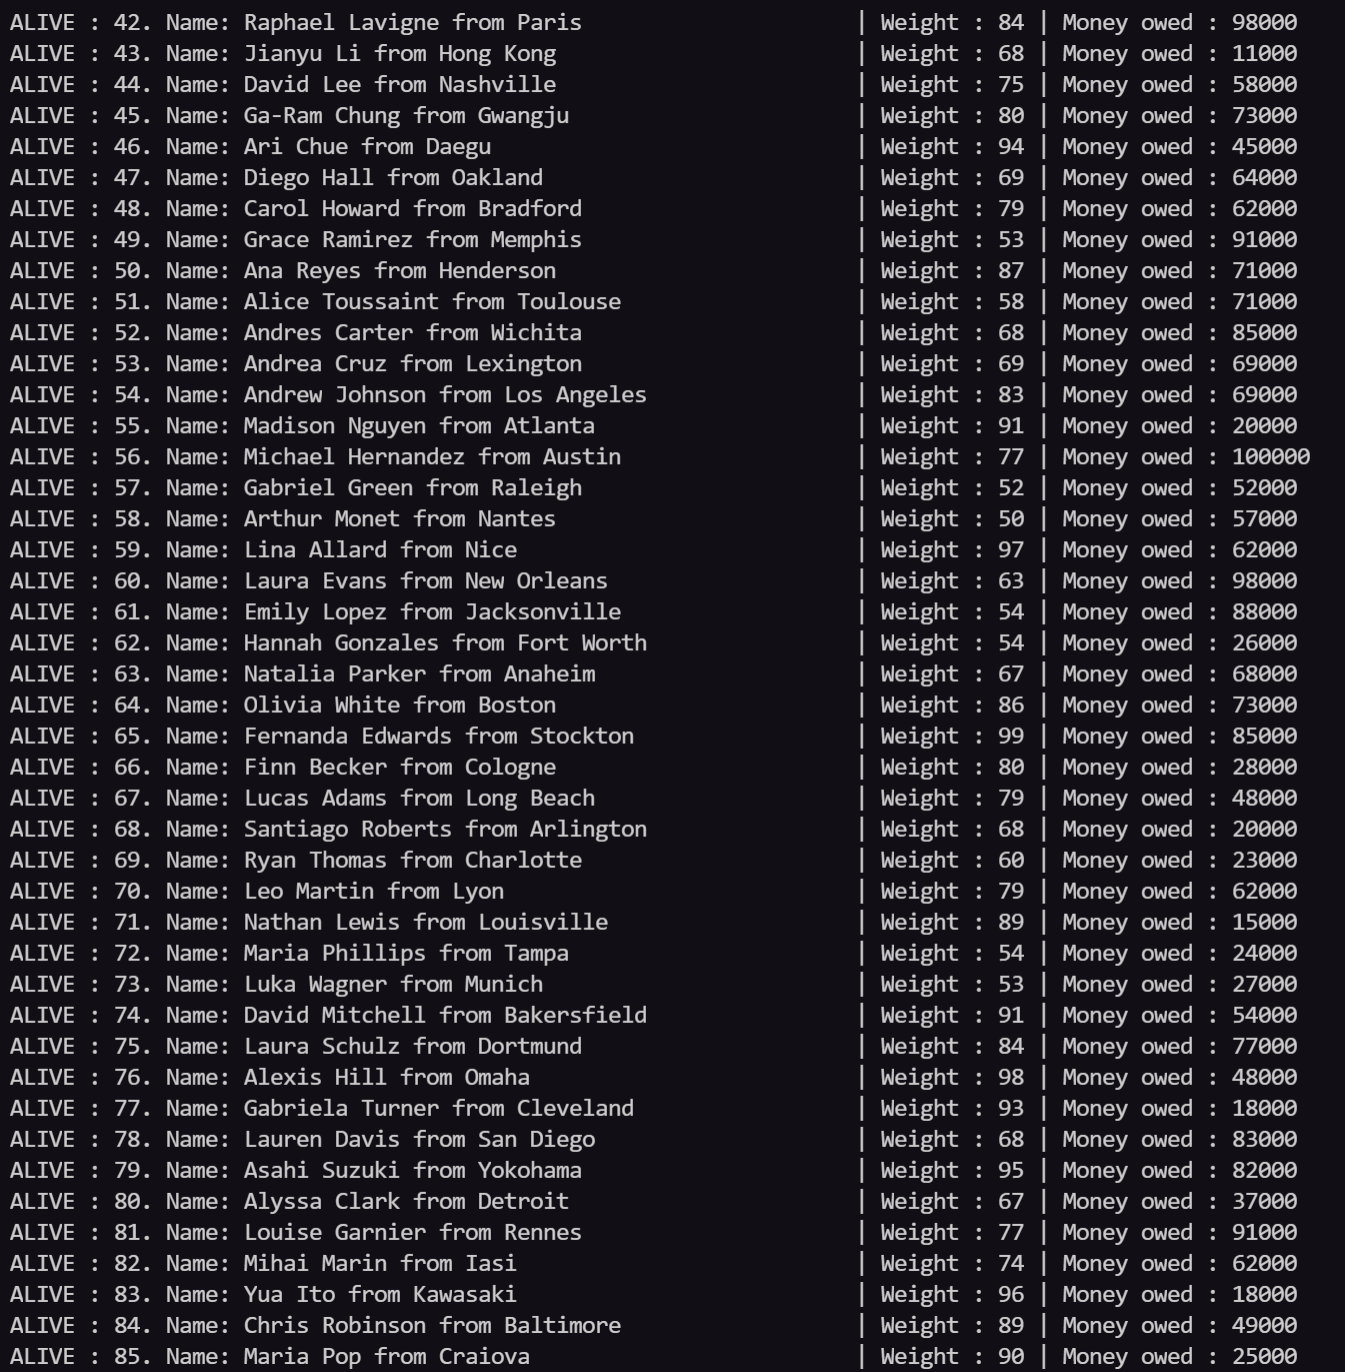 ALIVE : 42. Name: Raphael Lavigne from Paris | Weight : 84 | Money owed : 98000
ALIVE : 43. Name: Jianyu Li from Hong Kong | Weight : 68 | Money owed : 11000
ALIVE : 44. Name: David Lee from Nashville | Weight : 75 | Money owed : 58000
ALIVE : 45. Name: Ga-Ram Chung from Gwangju | Weight : 80 | Money owed : 73000
ALIVE : 46. Name: Ari Chue from Daegu | Weight : 94 | Money owed : 45000
ALIVE : 47. Name: Diego Hall from Oakland | Weight : 69 | Money owed : 64000
ALIVE : 48. Name: Carol Howard from Bradford | Weight : 79 | Money owed : 62000
ALIVE : 49. Name: Grace Ramirez from Memphis | Weight : 53 | Money owed : 91000
ALIVE : 50. Name: Ana Reyes from Henderson | Weight : 87 | Money owed : 71000
ALIVE : 51. Name: Alice Toussaint from Toulouse | Weight : 58 | Money owed : 71000
ALIVE : 52. Name: Andres Carter from Wichita | Weight : 68 | Money owed : 85000
ALIVE : 53. Name: Andrea Cruz from Lexington | Weight : 69 | Money owed : 69000
ALIVE : 54. Name: Andrew Johnson from Los Angeles | Weight : 83 | Money owed : 69000
ALIVE : 55. Name: Madison Nguyen from Atlanta | Weight : 91 | Money owed : 20000
ALIVE : 56. Name: Michael Hernandez from Austin | Weight : 77 | Money owed : 100000
ALIVE : 57. Name: Gabriel Green from Raleigh | Weight : 52 | Money owed : 52000
ALIVE : 58. Name: Arthur Monet from Nantes | Weight : 50 | Money owed : 57000
ALIVE : 59. Name: Lina Allard from Nice | Weight : 97 | Money owed : 62000
ALIVE : 60. Name: Laura Evans from New Orleans | Weight : 63 | Money owed : 98000
ALIVE : 61. Name: Emily Lopez from Jacksonville | Weight : 54 | Money owed : 88000
ALIVE : 62. Name: Hannah Gonzales from Fort Worth | Weight : 54 | Money owed : 26000
ALIVE : 63. Name: Natalia Parker from Anaheim | Weight : 67 | Money owed : 68000
ALIVE : 64. Name: Olivia White from Boston | Weight : 86 | Money owed : 73000
ALIVE : 65. Name: Fernanda Edwards from Stockton | Weight : 99 | Money owed : 85000
ALIVE : 66. Name: Finn Becker from Cologne | Weight : 80 | Money owed : 28000
ALIVE : 67. Name: Lucas Adams from Long Beach | Weight : 79 | Money owed : 48000
ALIVE : 68. Name: Santiago Roberts from Arlington | Weight : 68 | Money owed : 20000
ALIVE : 69. Name: Ryan Thomas from Charlotte | Weight : 60 | Money owed : 23000
ALIVE : 70. Name: Leo Martin from Lyon | Weight : 79 | Money owed : 62000
ALIVE : 71. Name: Nathan Lewis from Louisville | Weight : 89 | Money owed : 15000
ALIVE : 72. Name: Maria Phillips from Tampa | Weight : 54 | Money owed : 24000
ALIVE : 73. Name: Luka Wagner from Munich | Weight : 53 | Money owed : 27000
ALIVE : 74. Name: David Mitchell from Bakersfield | Weight : 91 | Money owed : 54000
ALIVE : 75. Name: Laura Schulz from Dortmund | Weight : 84 | Money owed : 77000
ALIVE : 76. Name: Alexis Hill from Omaha | Weight : 98 | Money owed : 48000
ALIVE : 77. Name: Gabriela Turner from Cleveland | Weight : 93 | Money owed : 18000
ALIVE : 78. Name: Lauren Davis from San Diego | Weight : 68 | Money owed : 83000
ALIVE : 79. Name: Asahi Suzuki from Yokohama | Weight : 95 | Money owed : 82000
ALIVE : 80. Name: Alyssa Clark from Detroit | Weight : 67 | Money owed : 37000
ALIVE : 81. Name: Louise Garnier from Rennes | Weight : 77 | Money owed : 91000
ALIVE : 82. Name: Mihai Marin from Iasi | Weight : 74 | Money owed : 62000
ALIVE : 83. Name: Yua Ito from Kawasaki | Weight : 96 | Money owed : 18000
ALIVE : 84. Name: Chris Robinson from Baltimore | Weight : 89 | Money owed : 49000
ALIVE : 85. Name: Maria Pop from Craiova | Weight : 90 | Money owed : 25000